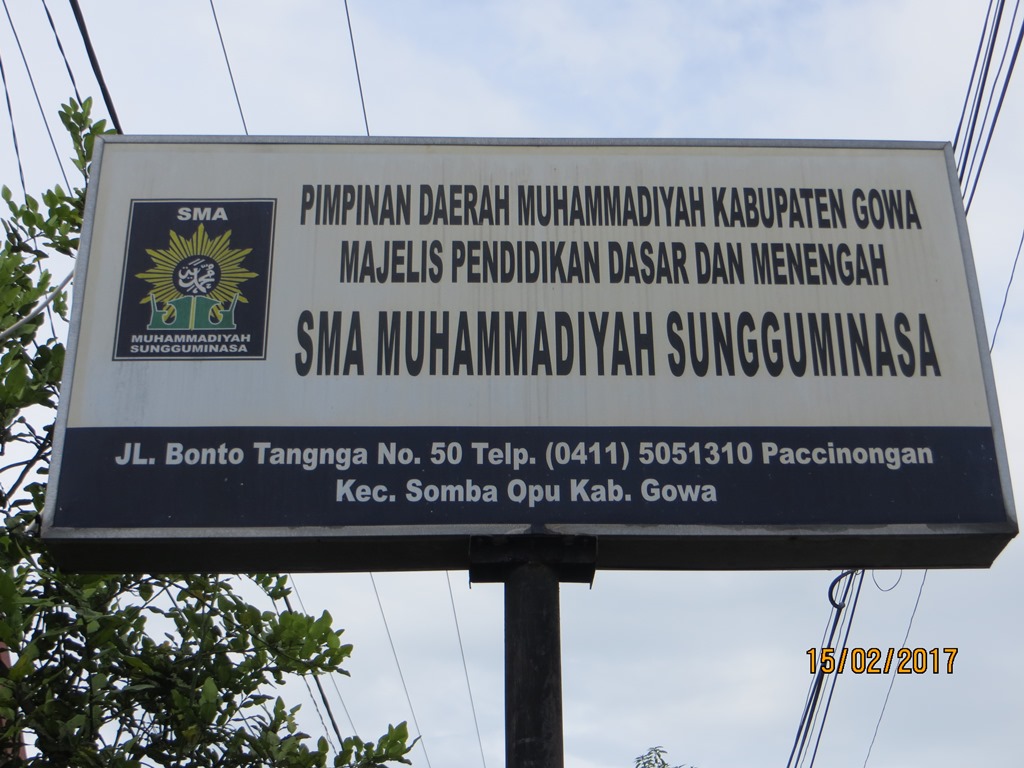 SMA
MUHAMMADIYAH
SUNGGUMINASA
PIMPINAN DAERAH MUHAMMADIYAH KABUPATEN GOWA
MAJELIS PENDIDIKAN DASAR DAN MENENGAH
SMA MUHAMMADIYAH SUNGGUMINASA
JL. Bonto Tangnga No. 50 Telp. (0411) 5051310 Paccinongan
Kec. Somba Opu Kab. Gowa
15/02/2017